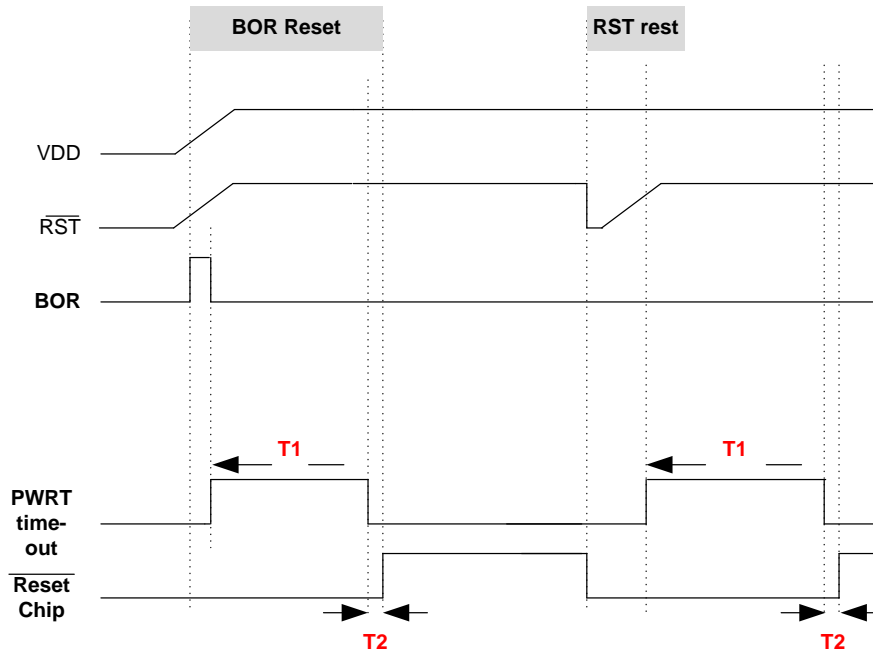 BOR Reset
RST rest
VDD
RST
BOR
T1
T1
PWRT
time-
out
Reset
Chip
T2
T2